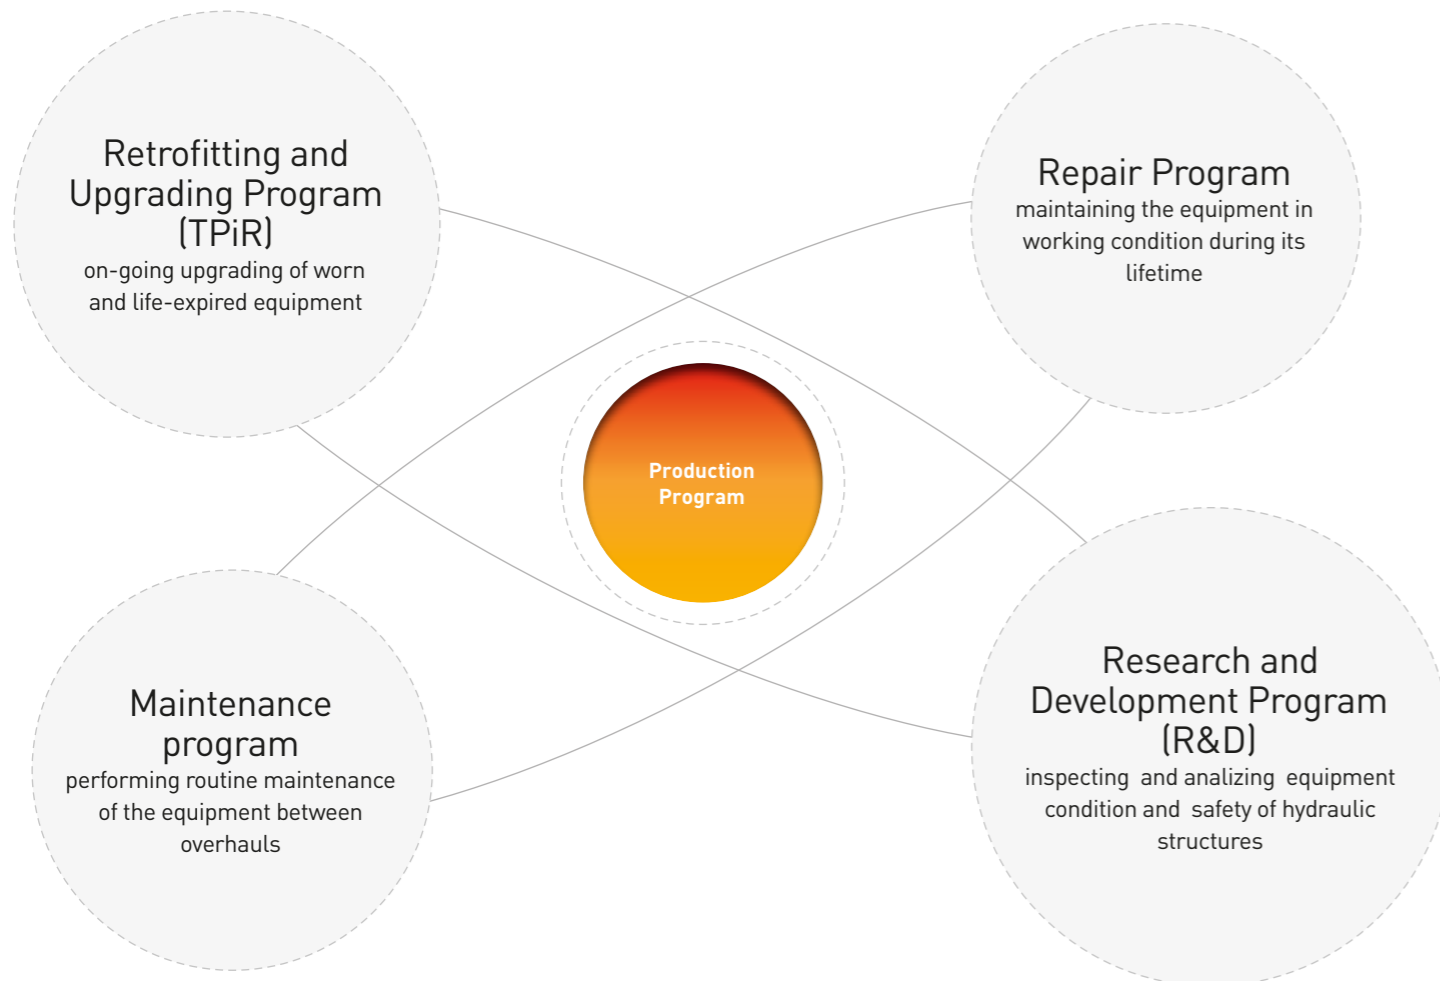 Retrofitting and
Upgrading Program
(TPiR)
on-going upgrading of worn
and life-expired equipment
Repair Program
maintaining the equipment in
working condition during its
lifetime
Production
Program
Maintenance
program
performing routine maintenance
of the equipment between
overhauls
Research and
Development Program
(R&D)
inspecting and analizing equipment
condition and safety of hydraulic
structures